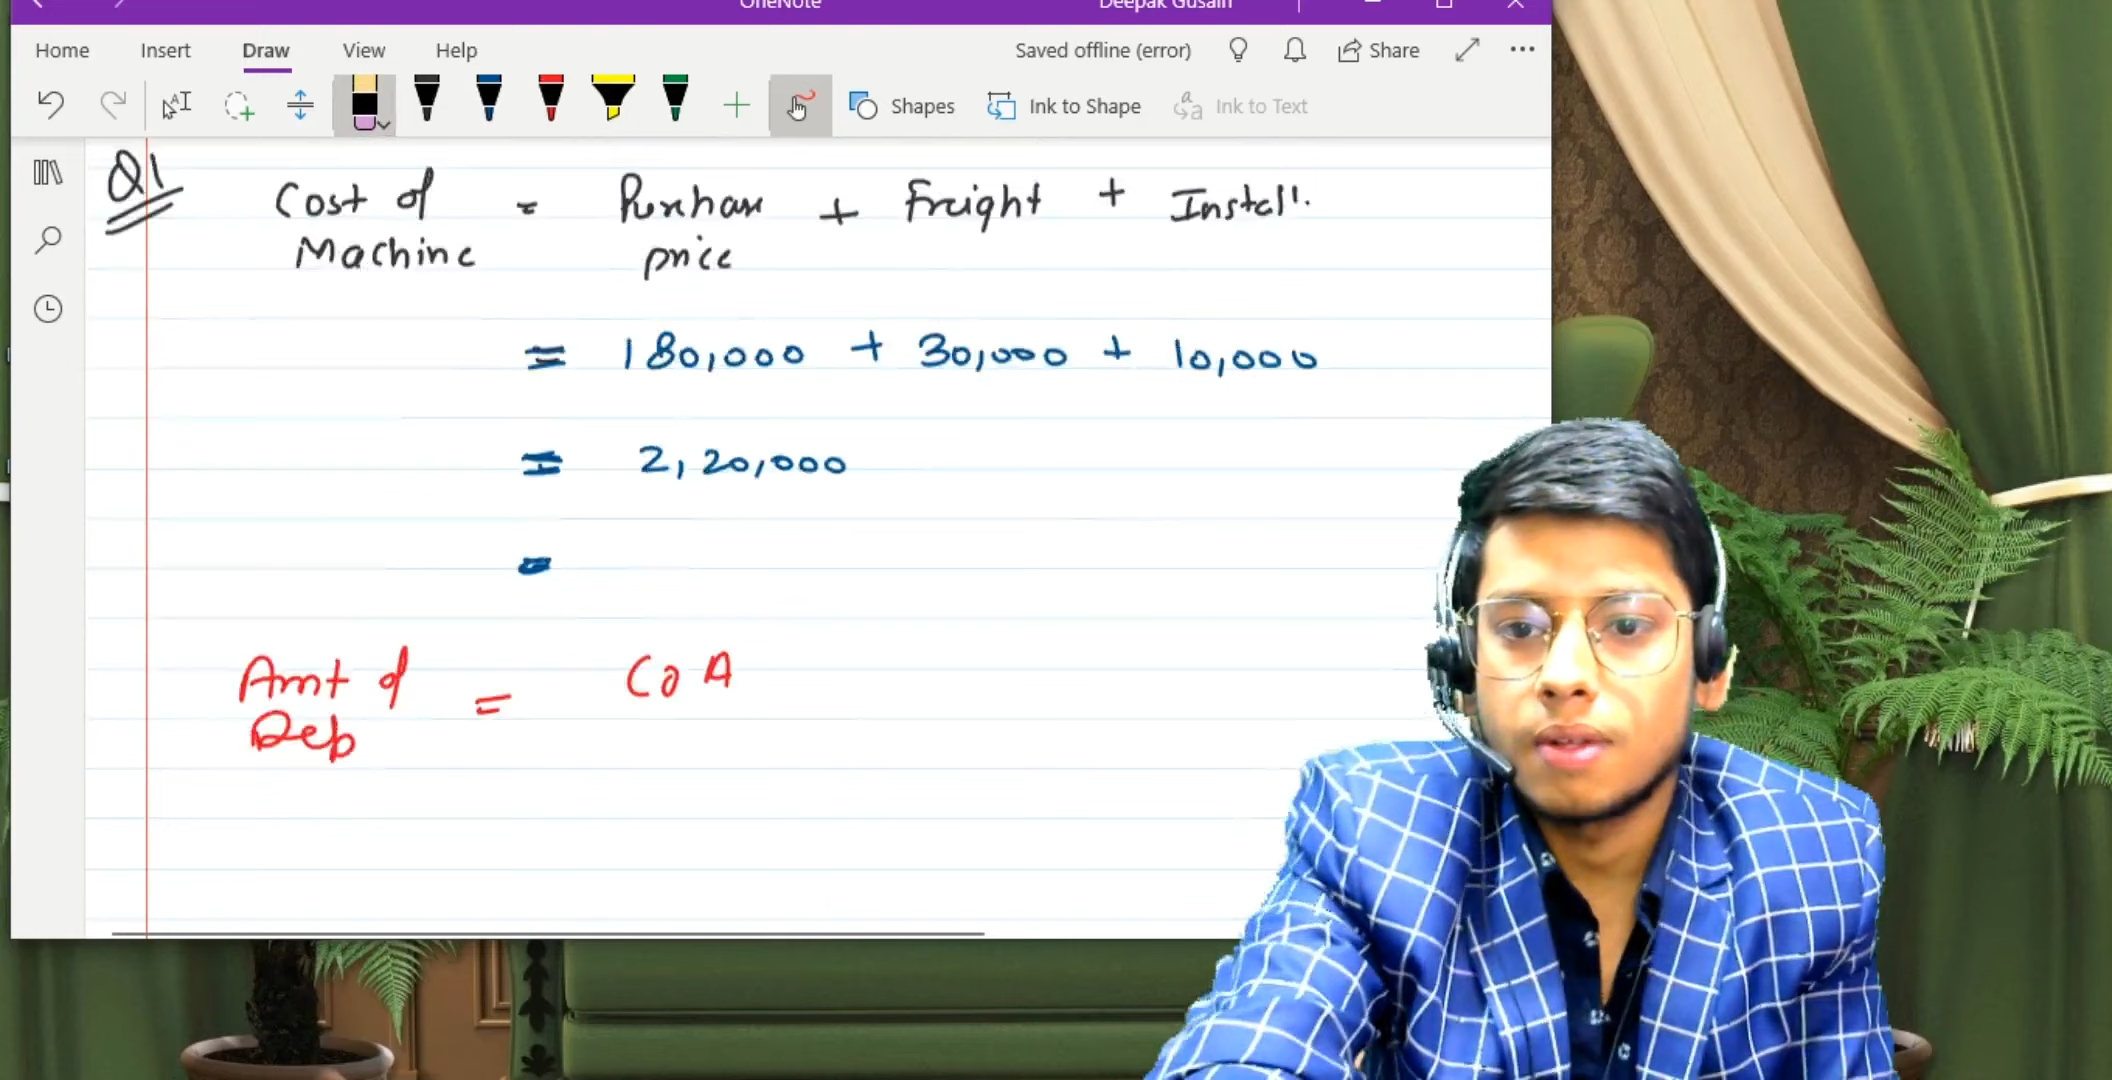 OneNote
Deepak Gusain
Home Insert Draw View Help
Saved offline (error) Share
Shapes Ink to Shape Ink to Text
Q1
Cost of Machine = Purchase price + Freight + Install.
= 180,000 + 30,000 + 10,000
= 2,20,000
=
Amt of Dep = COA